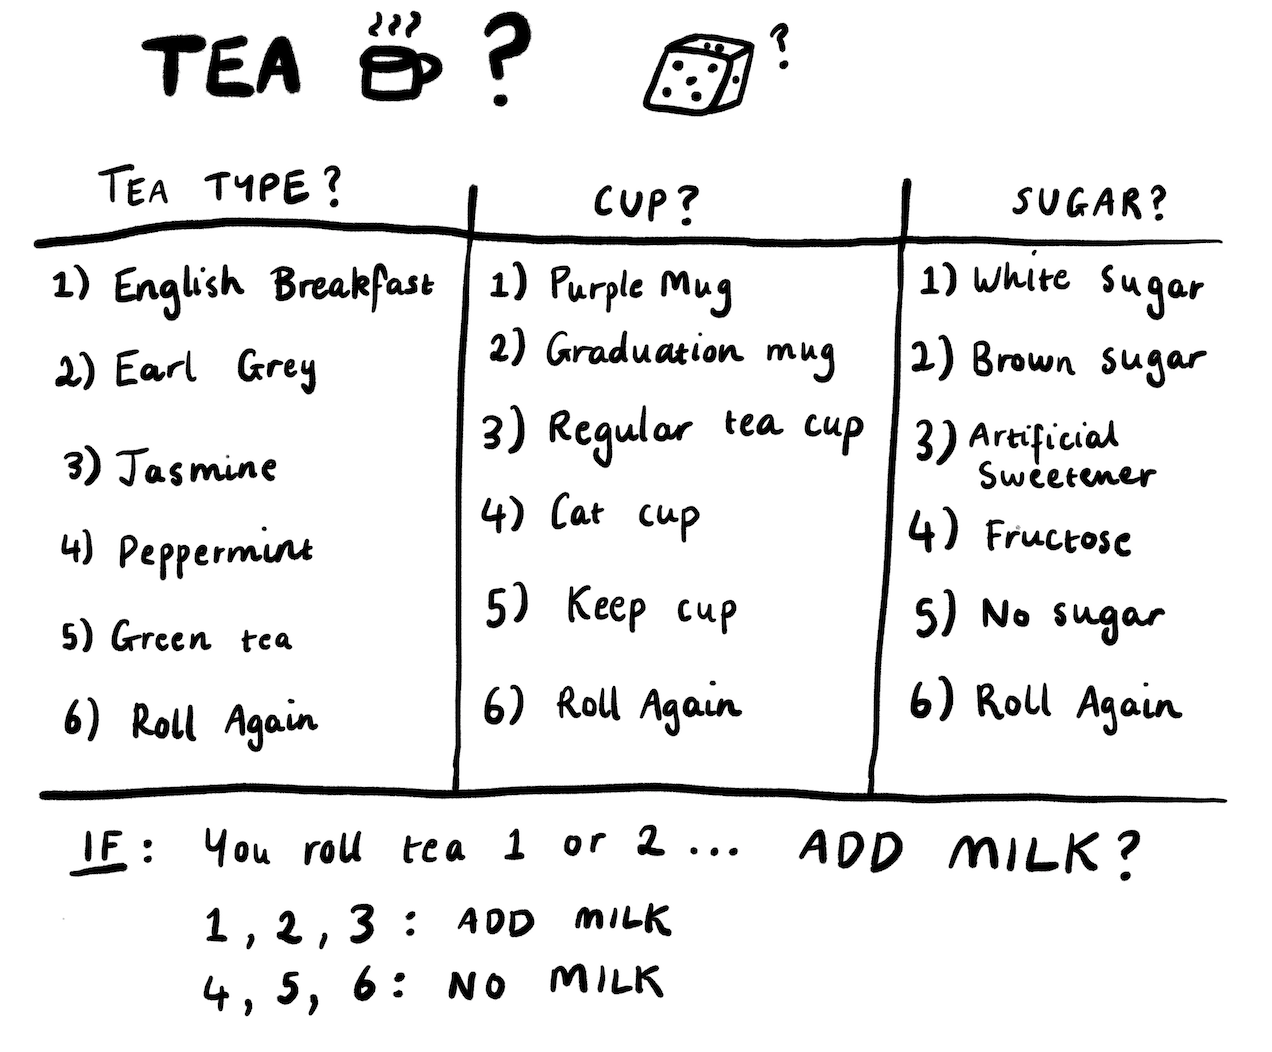 TEA ? ?
TEA TYPE?
1) English Breakfast
2) Earl Grey
3) Jasmine
4) Peppermint
5) Green tea
6) Roll Again
CUP?
1) Purple Mug
2) Graduation mug
3) Regular tea cup
4) Cat cup
5) Keep cup
6) Roll Again
SUGAR?
1) White Sugar
2) Brown sugar
3) Artificial
Sweetener
4) Fructose
5) No sugar
6) Roll Again
IF: You roll tea 1 or 2 ... ADD MILK?
1, 2, 3 : ADD MILK
4, 5, 6 : NO MILK